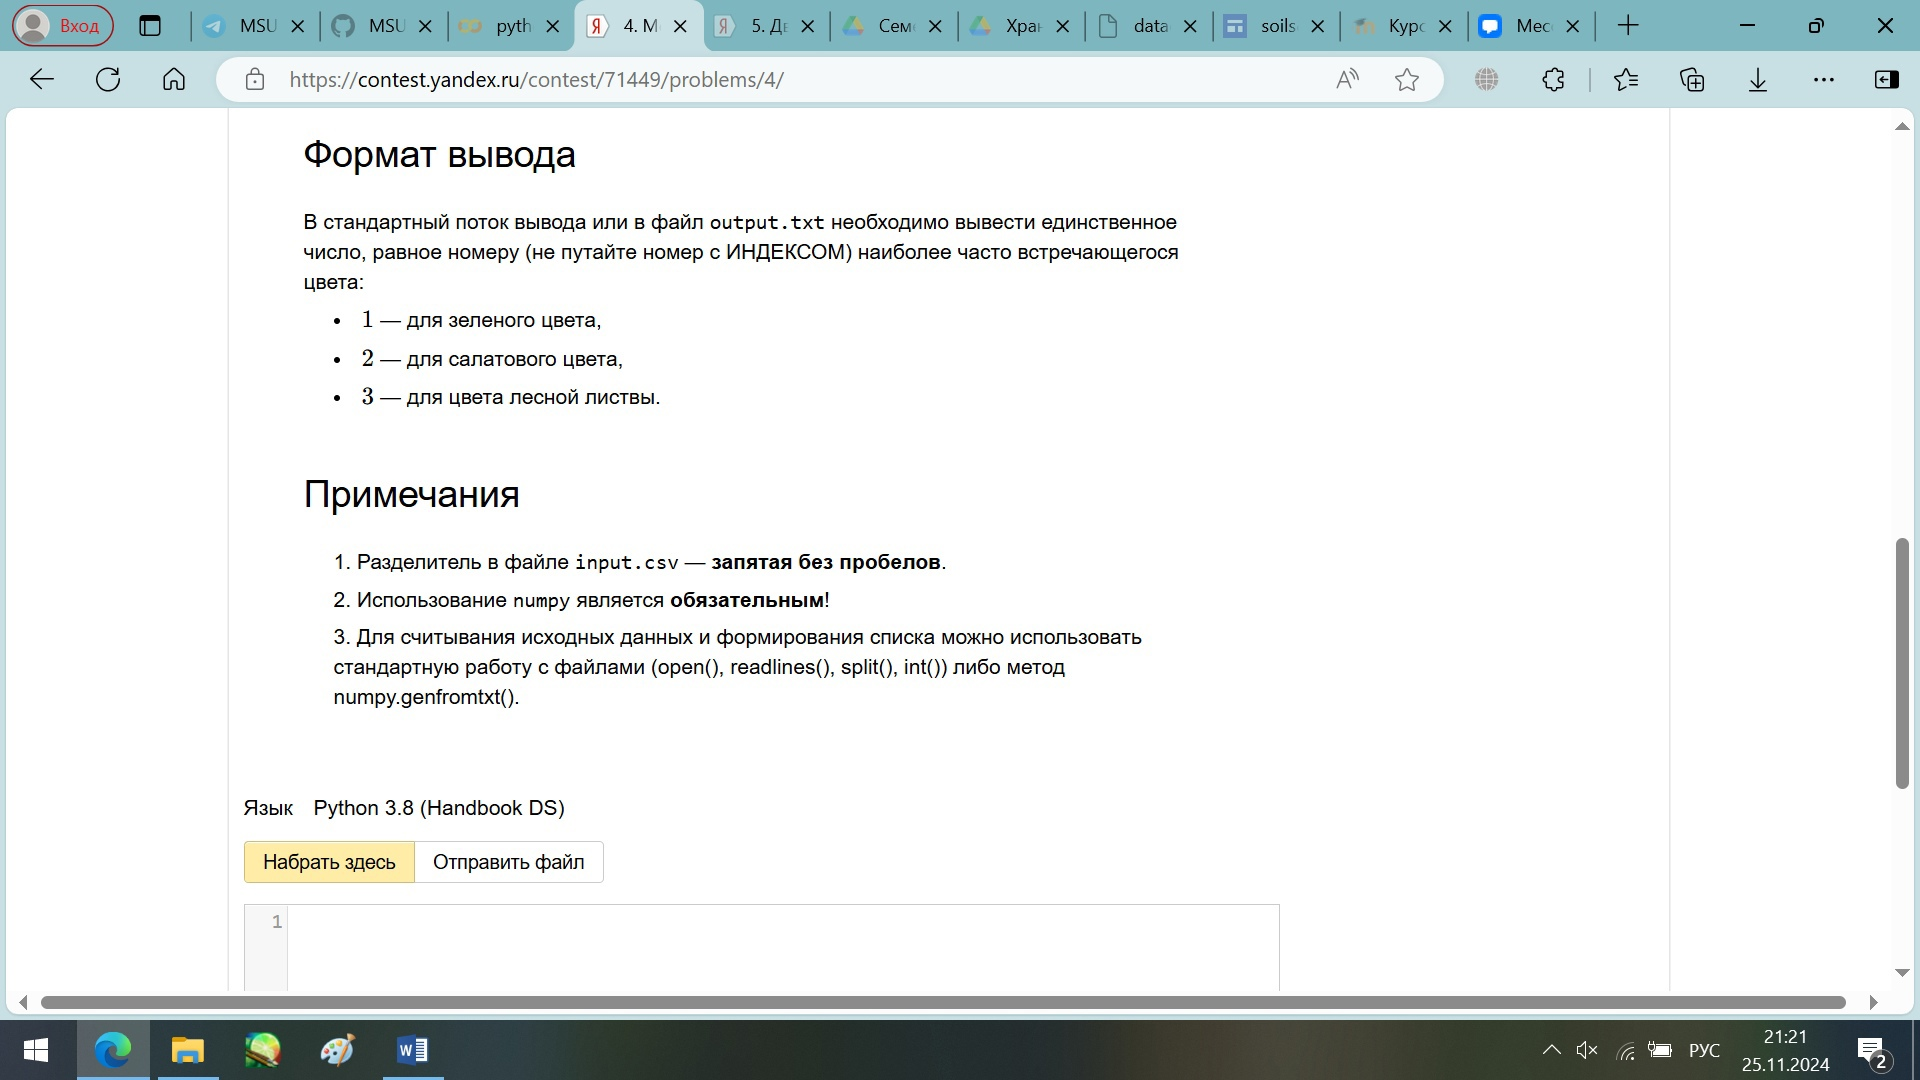 Вход
MSU
MSU
pyth
4. М
5. Дв
Сем
Хран
data
soils
Курс
Мес
https://contest.yandex.ru/contest/71449/problems/4/
Формат вывода
В стандартный поток вывода или в файл output.txt необходимо вывести единственное
число, равное номеру (не путайте номер с ИНДЕКСОМ) наиболее часто встречающегося
цвета:
• 1 — для зеленого цвета,
• 2 — для салатового цвета,
• 3 — для цвета лесной листвы.
Примечания
1. Разделитель в файле input.csv — запятая без пробелов.
2. Использование numpy является обязательным!
3. Для считывания исходных данных и формирования списка можно использовать
стандартную работу с файлами (open(), readlines(), split(), int()) либо метод
numpy.genfromtxt().
Язык Python 3.8 (Handbook DS)
Набрать здесь Отправить файл
1
РУС
21:21
25.11.2024
2